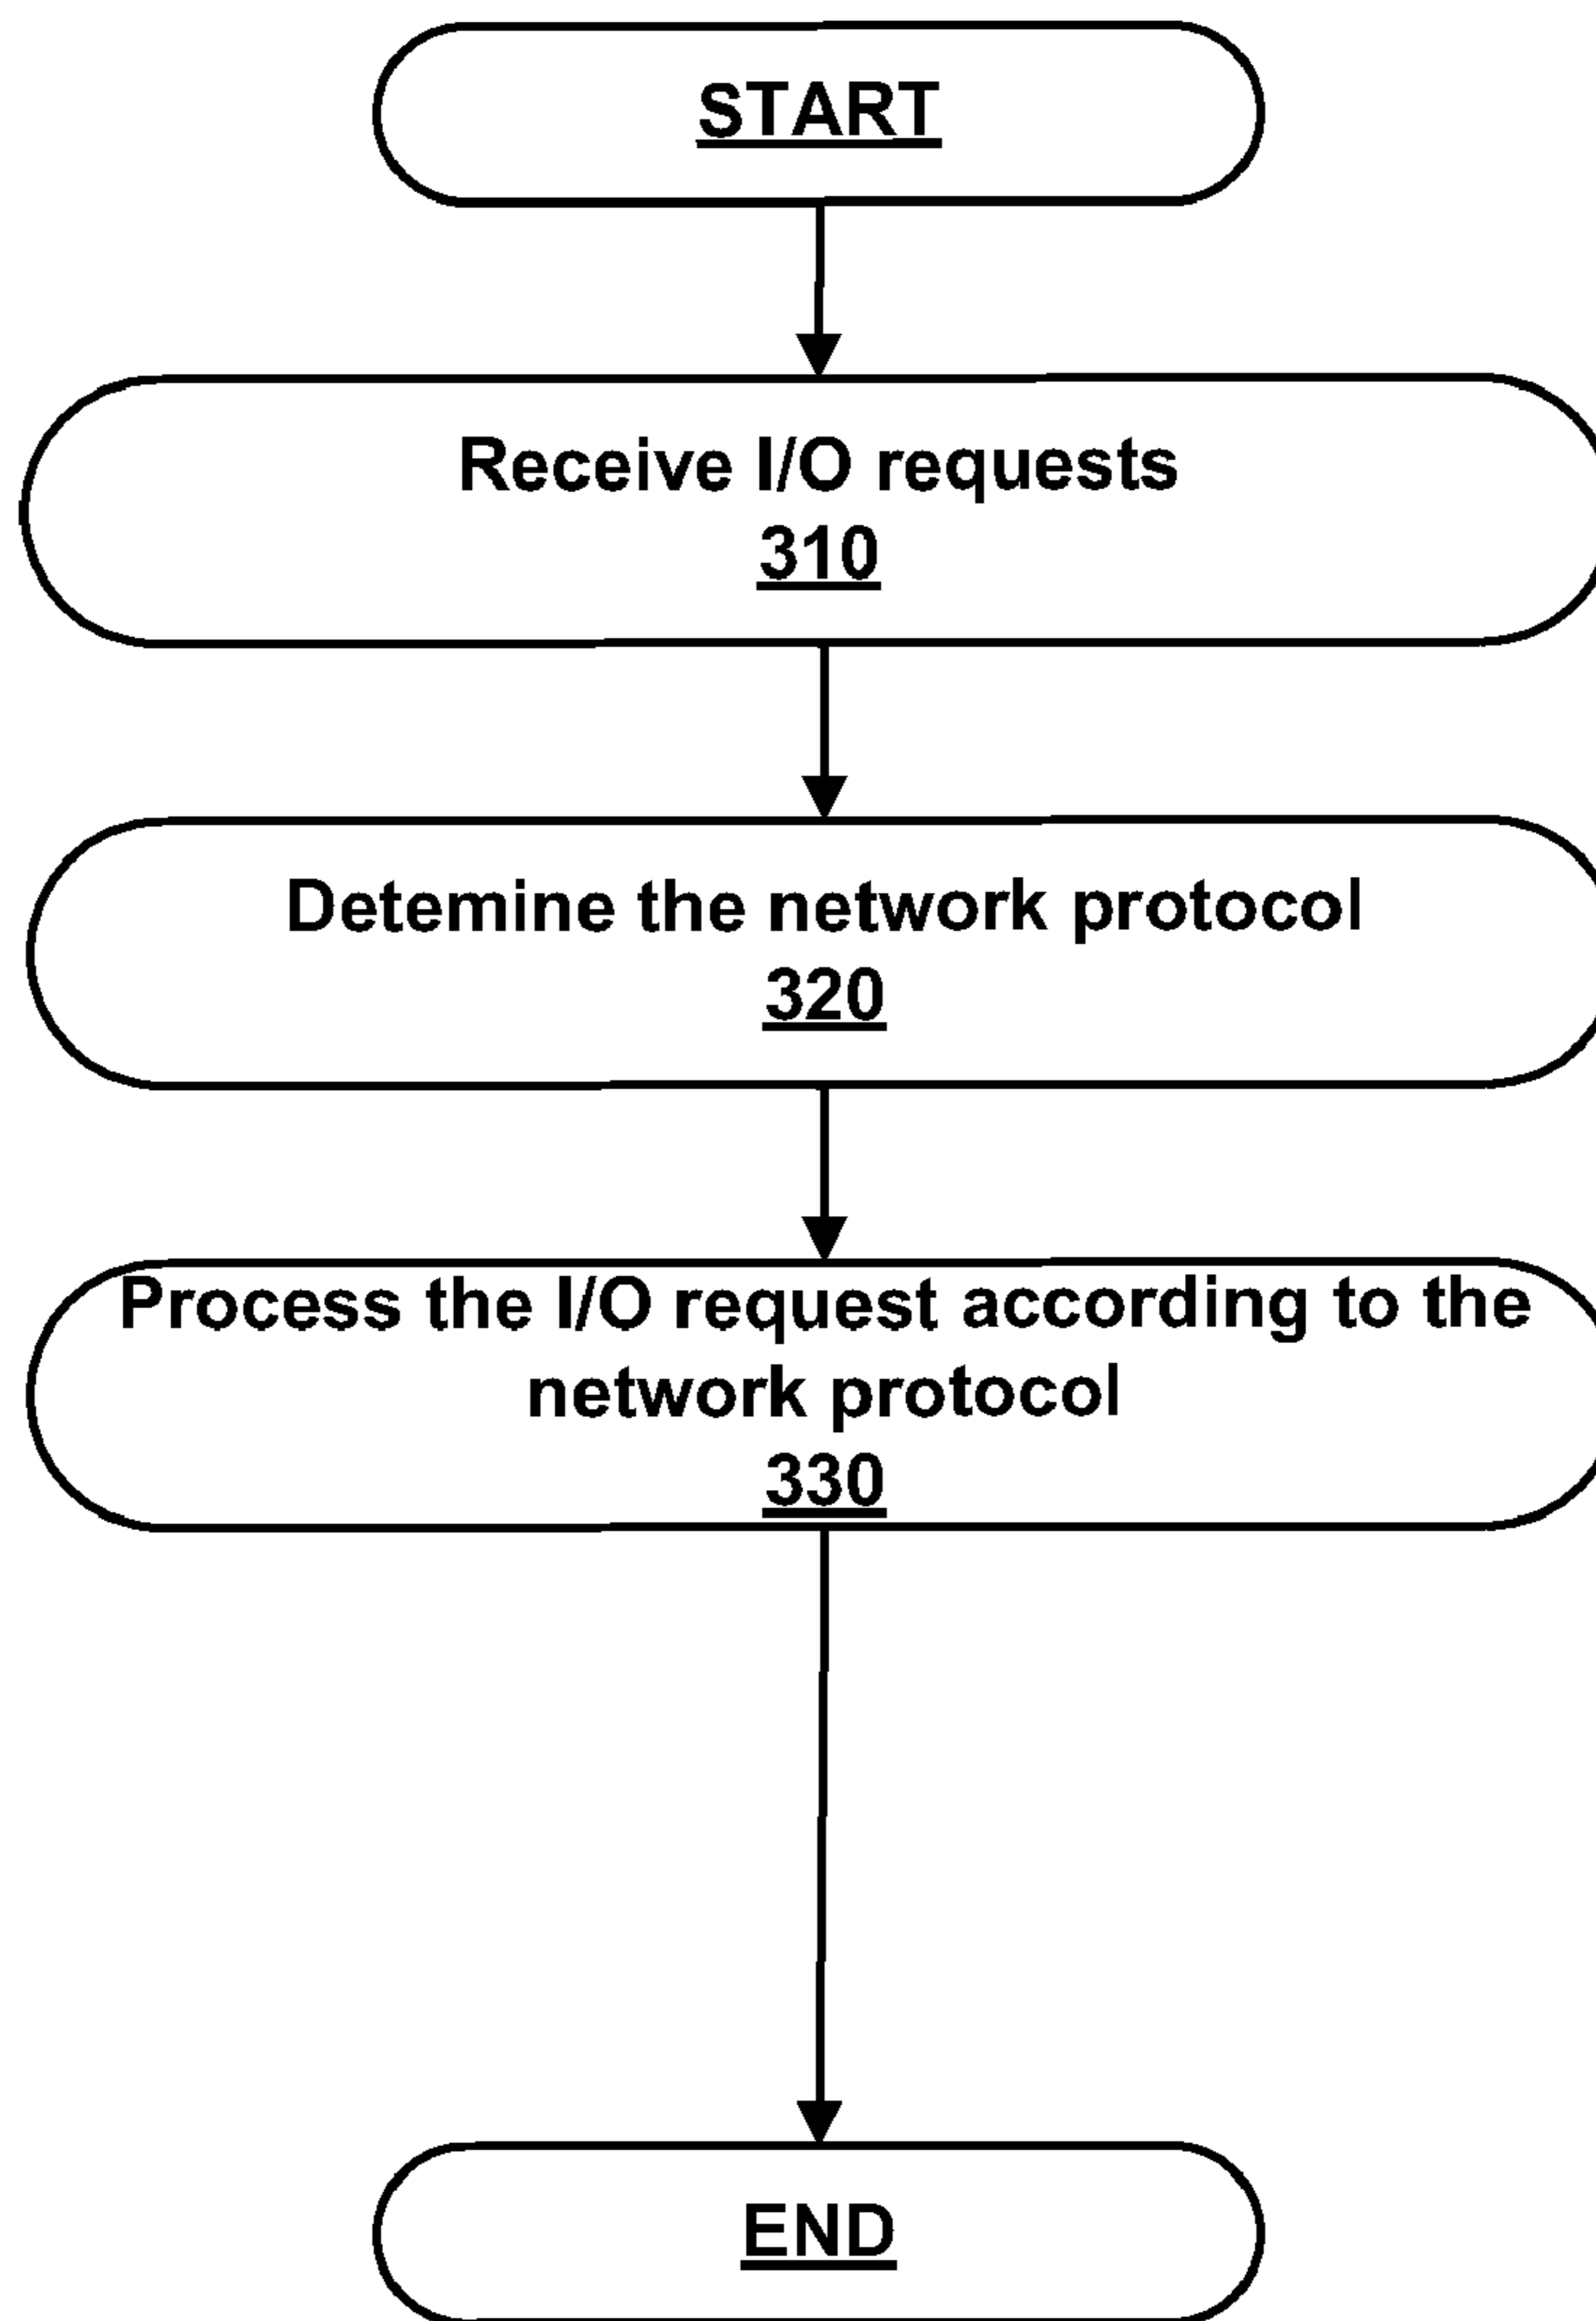 START
Receive I/O requests
310
Detemine the network protocol
320
Process the I/O request according to the
network protocol
330
END